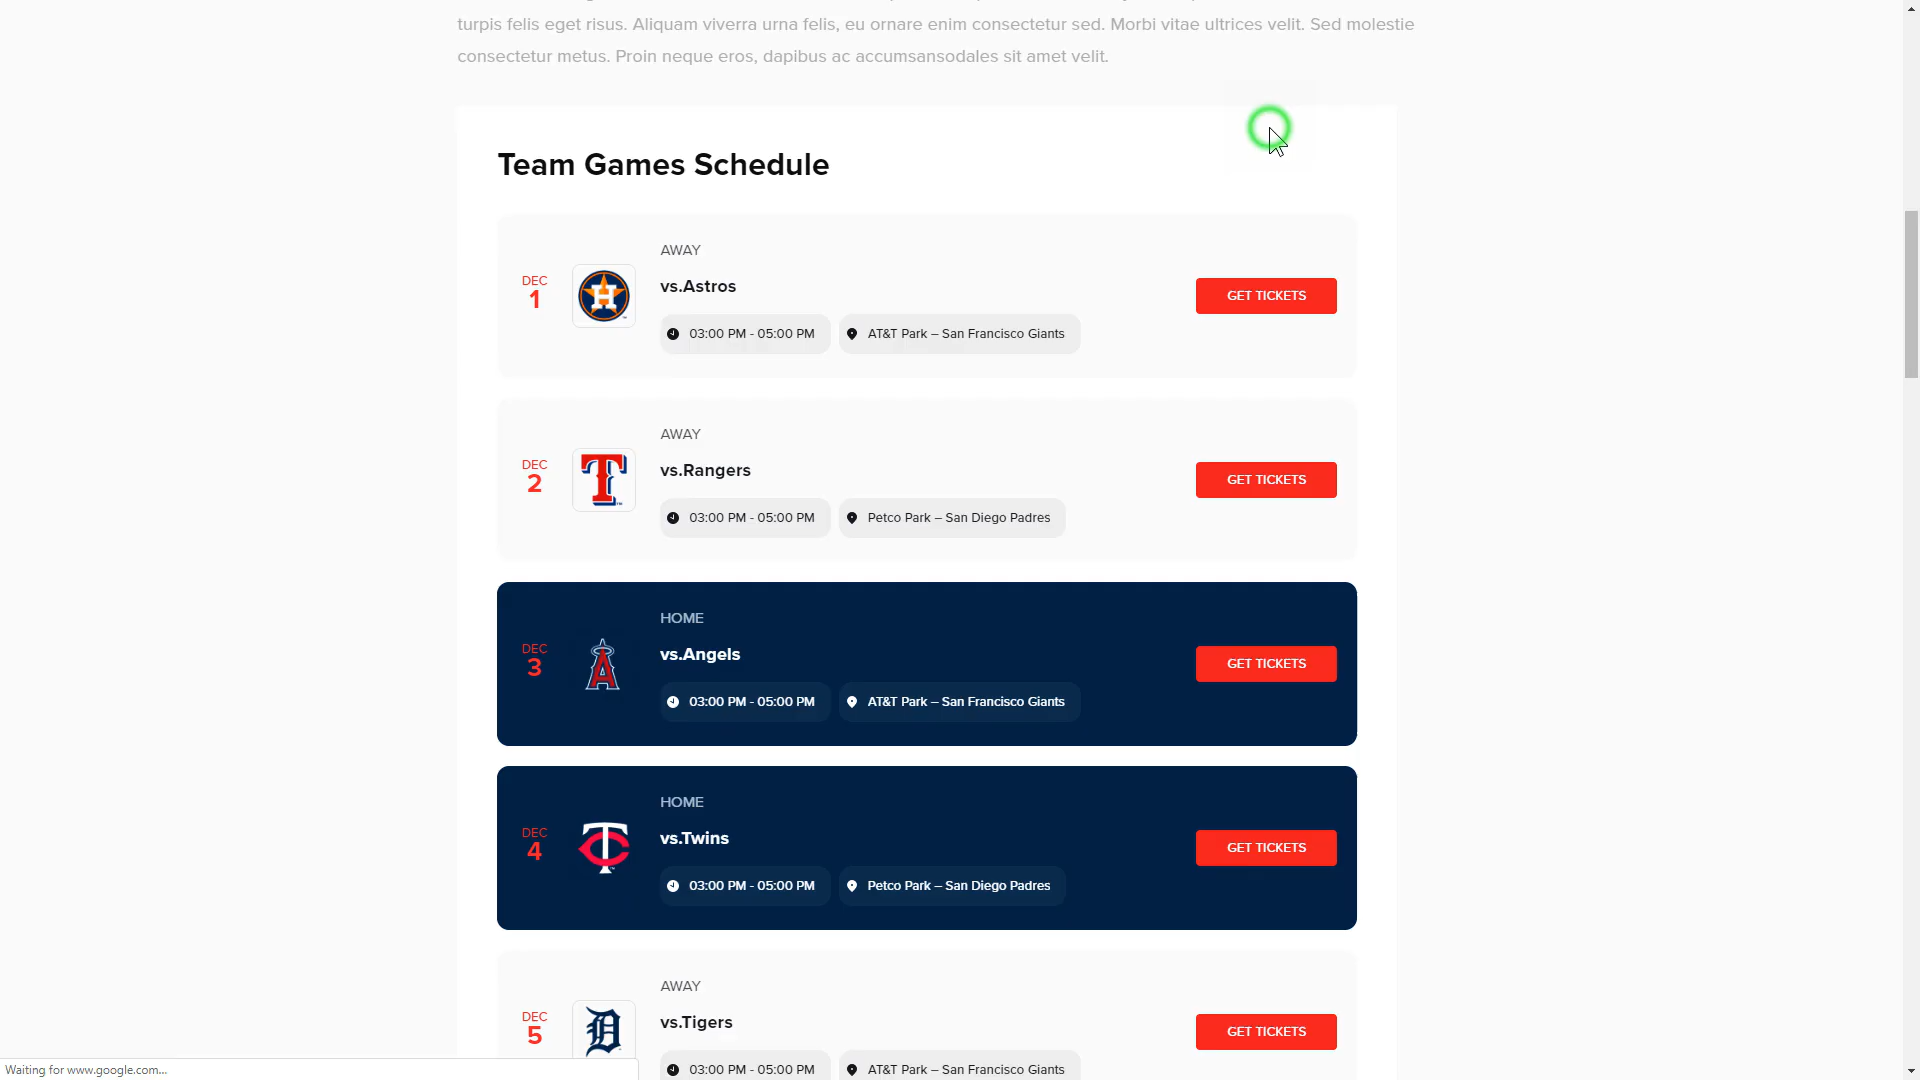 turpis felis eget risus. Aliquam viverra urna felis, eu ornare enim consectetur sed. Morbi vitae ultrices velit. Sed molestie
consectetur metus. Proin neque eros, dapibus ac accumsansodales sit amet velit.
Team Games Schedule
AWAY
DEC
1
H
vs.Astros
GET TICKETS
03:00 PM - 05:00 PM
AT&T Park – San Francisco Giants
AWAY
DEC
2
T
vs.Rangers
GET TICKETS
03:00 PM - 05:00 PM
Petco Park – San Diego Padres
HOME
DEC
3
A
vs.Angels
GET TICKETS
03:00 PM - 05:00 PM
AT&T Park – San Francisco Giants
HOME
DEC
4
TC
vs.Twins
GET TICKETS
03:00 PM - 05:00 PM
Petco Park – San Diego Padres
AWAY
DEC
5
D
vs.Tigers
GET TICKETS
03:00 PM - 05:00 PM
AT&T Park – San Francisco Giants
Waiting for www.google.com...